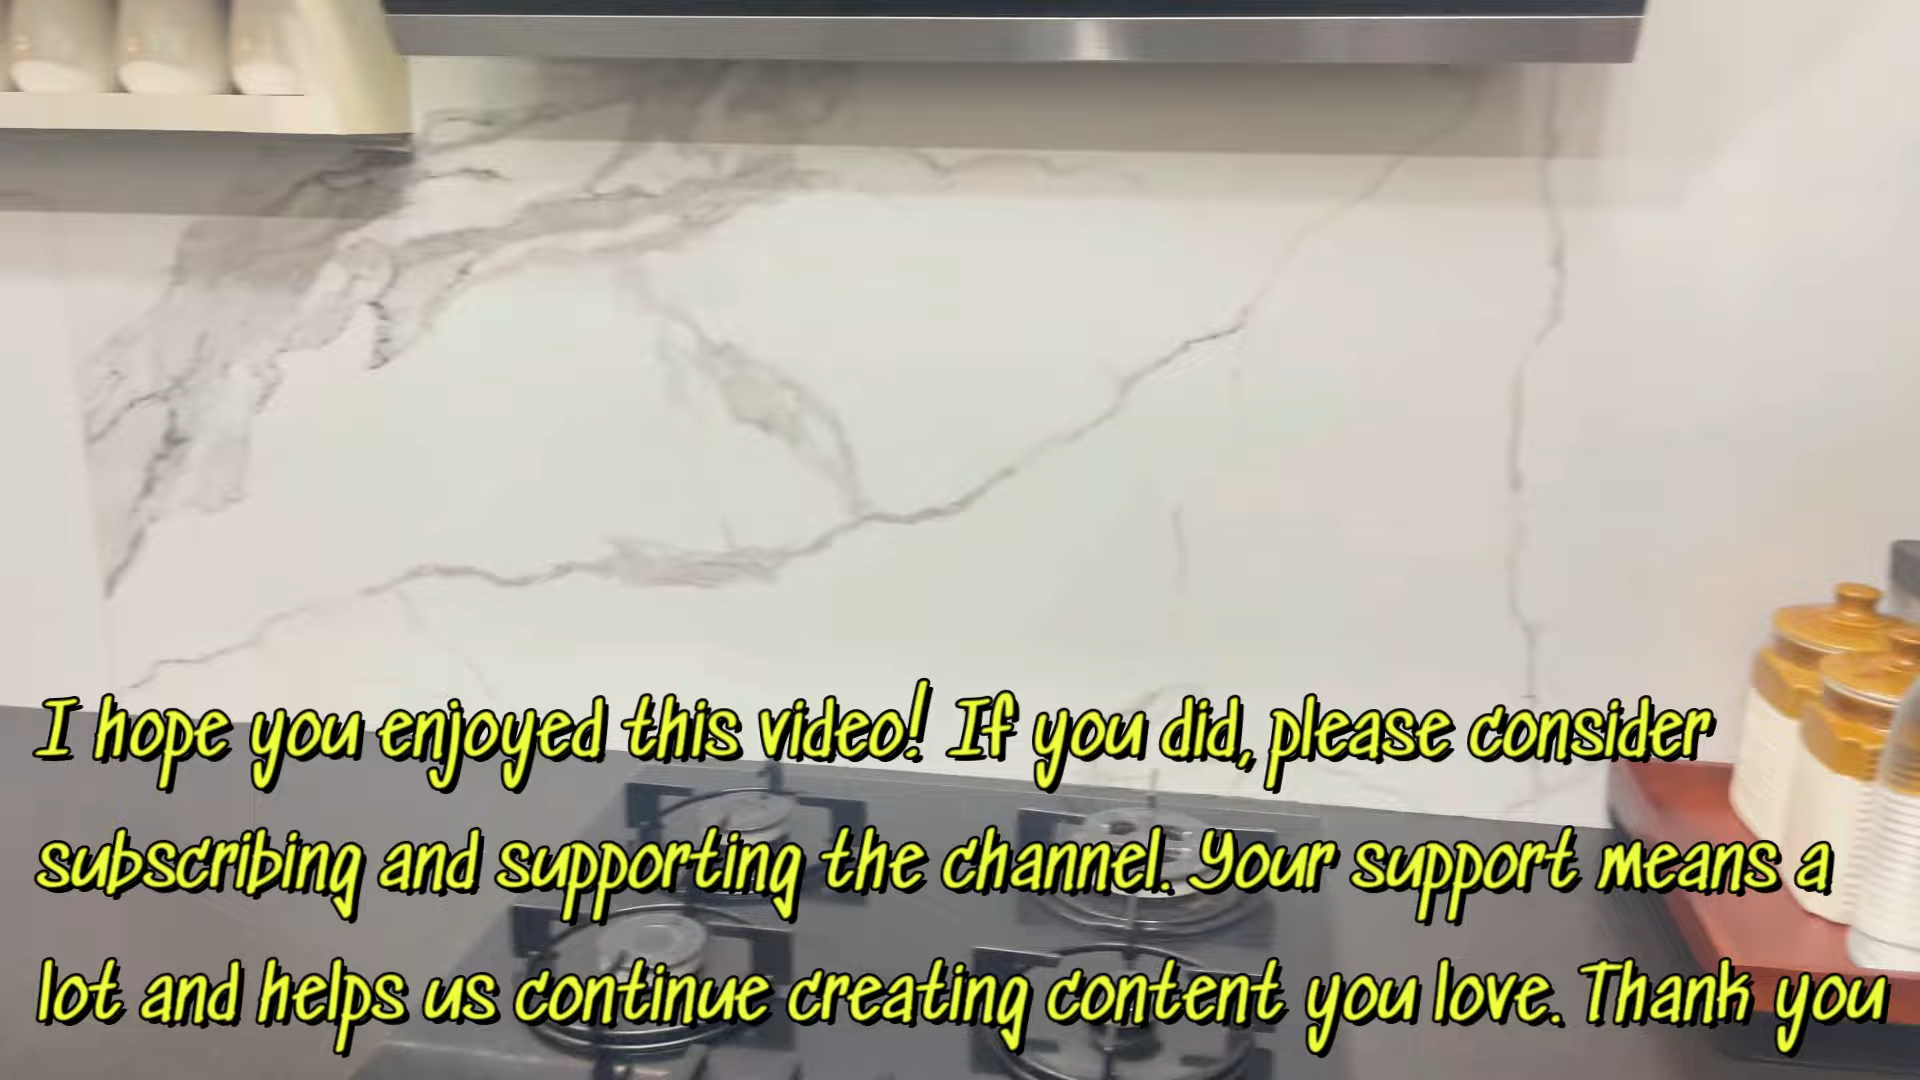 I hope you enjoyed this video! If you did, please consider
subscribing and supporting the channel. Your support means a
lot and helps us continue creating content you love. Thank you